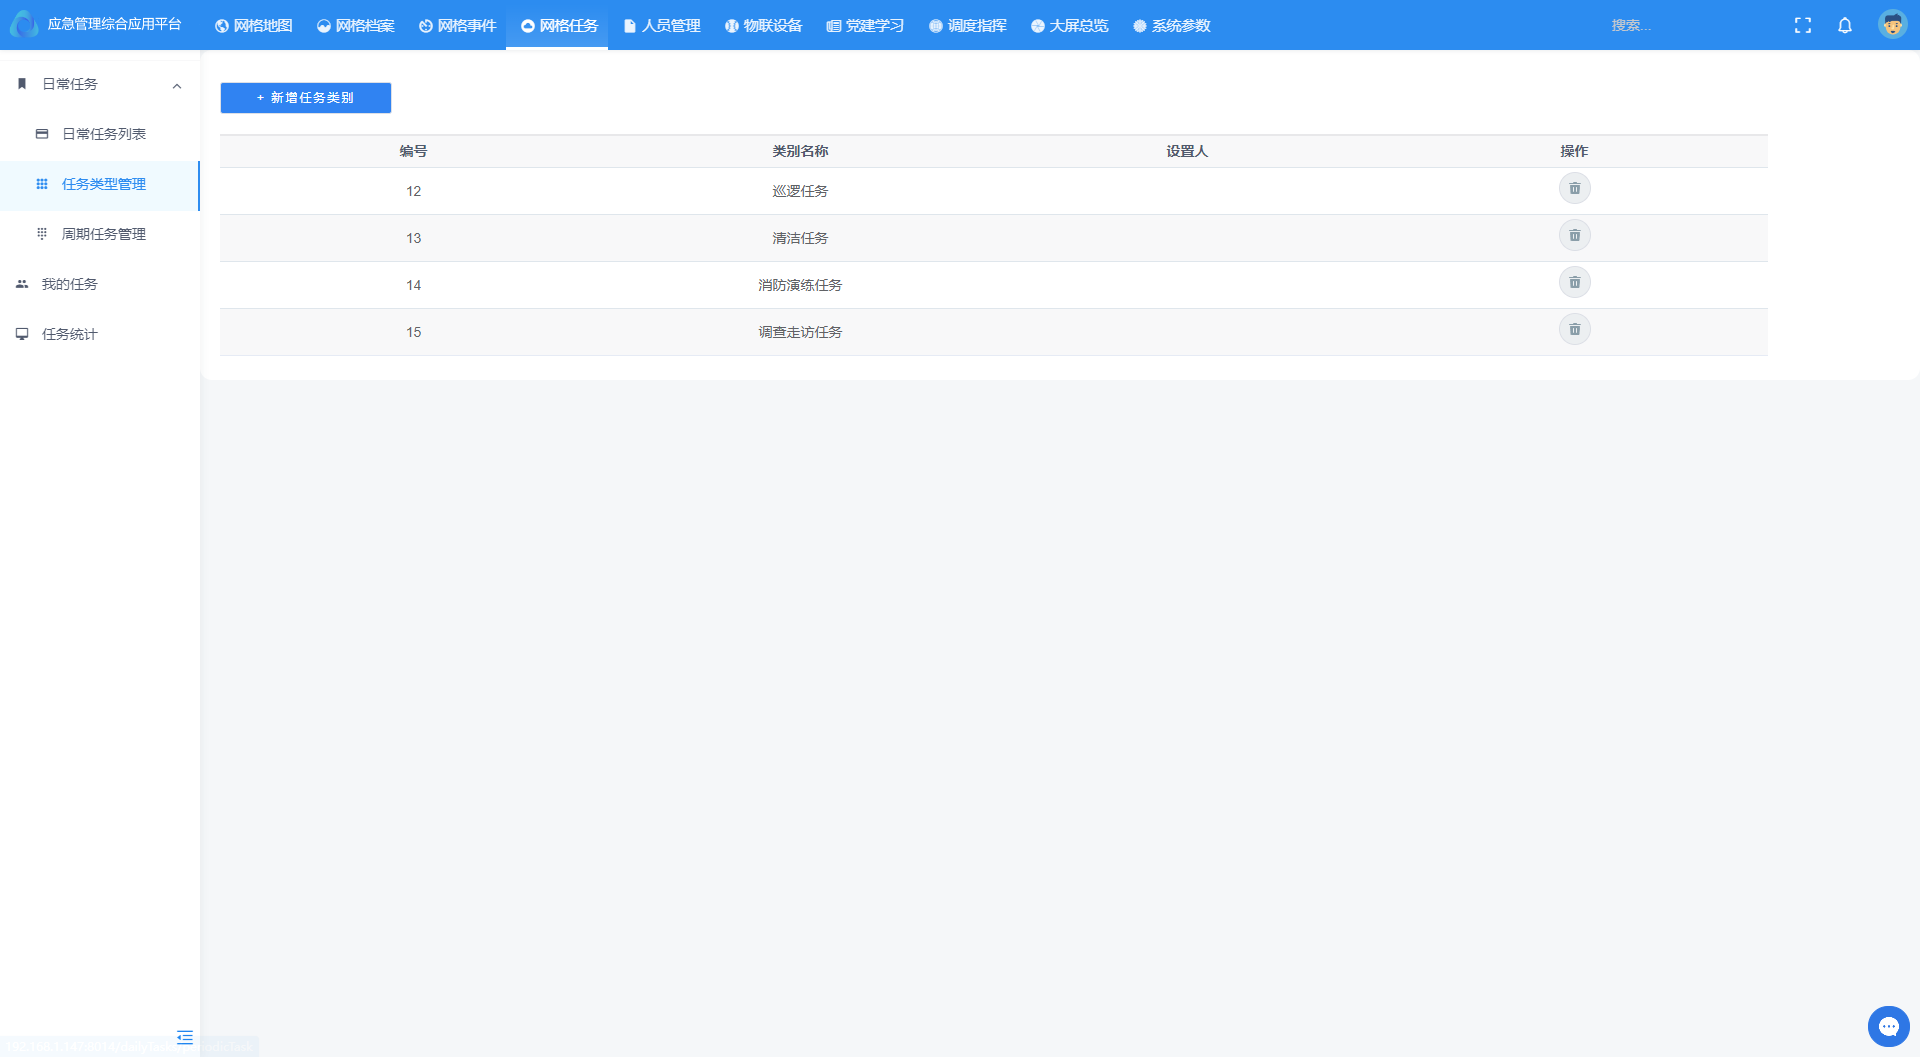 应急管理综合应用平台 网格地图 网格档案 网格事件 网格任务 人员管理 物联设备 党建学习 调度指挥 大屏总览 系统参数 搜索...
日常任务
日常任务列表
任务类型管理
周期任务管理
我的任务
任务统计
+ 新增任务类别
编号 类别名称 设置人 操作
12 巡逻任务
13 清洁任务
14 消防演练任务
15 调查走访任务